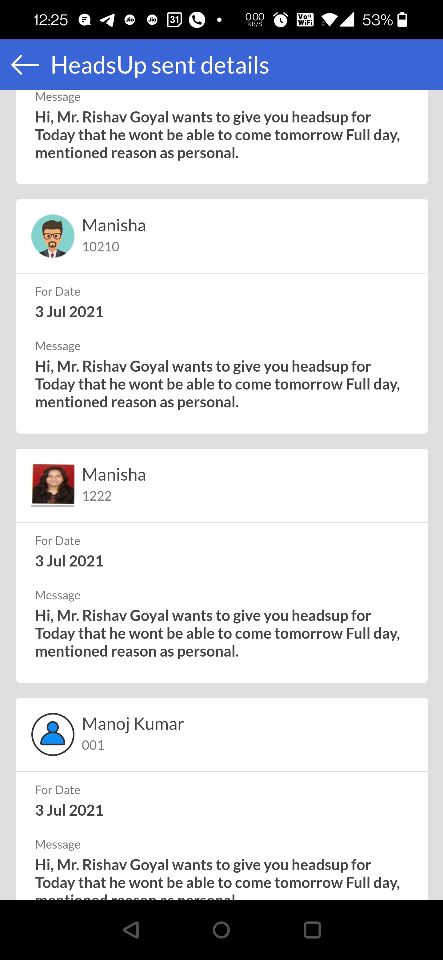 12:25 31 0.00 KB/S Vo)) WiFi 53%
HeadsUp sent details
Message
Hi, Mr. Rishav Goyal wants to give you headsup for
Today that he wont be able to come tomorrow Full day,
mentioned reason as personal.
Manisha
10210
For Date
3 Jul 2021
Message
Hi, Mr. Rishav Goyal wants to give you headsup for
Today that he wont be able to come tomorrow Full day,
mentioned reason as personal.
Manisha
1222
For Date
3 Jul 2021
Message
Hi, Mr. Rishav Goyal wants to give you headsup for
Today that he wont be able to come tomorrow Full day,
mentioned reason as personal.
Manoj Kumar
001
For Date
3 Jul 2021
Message
Hi, Mr. Rishav Goyal wants to give you headsup for
Today that he wont be able to come tomorrow Full day,
mentioned reason as personal.